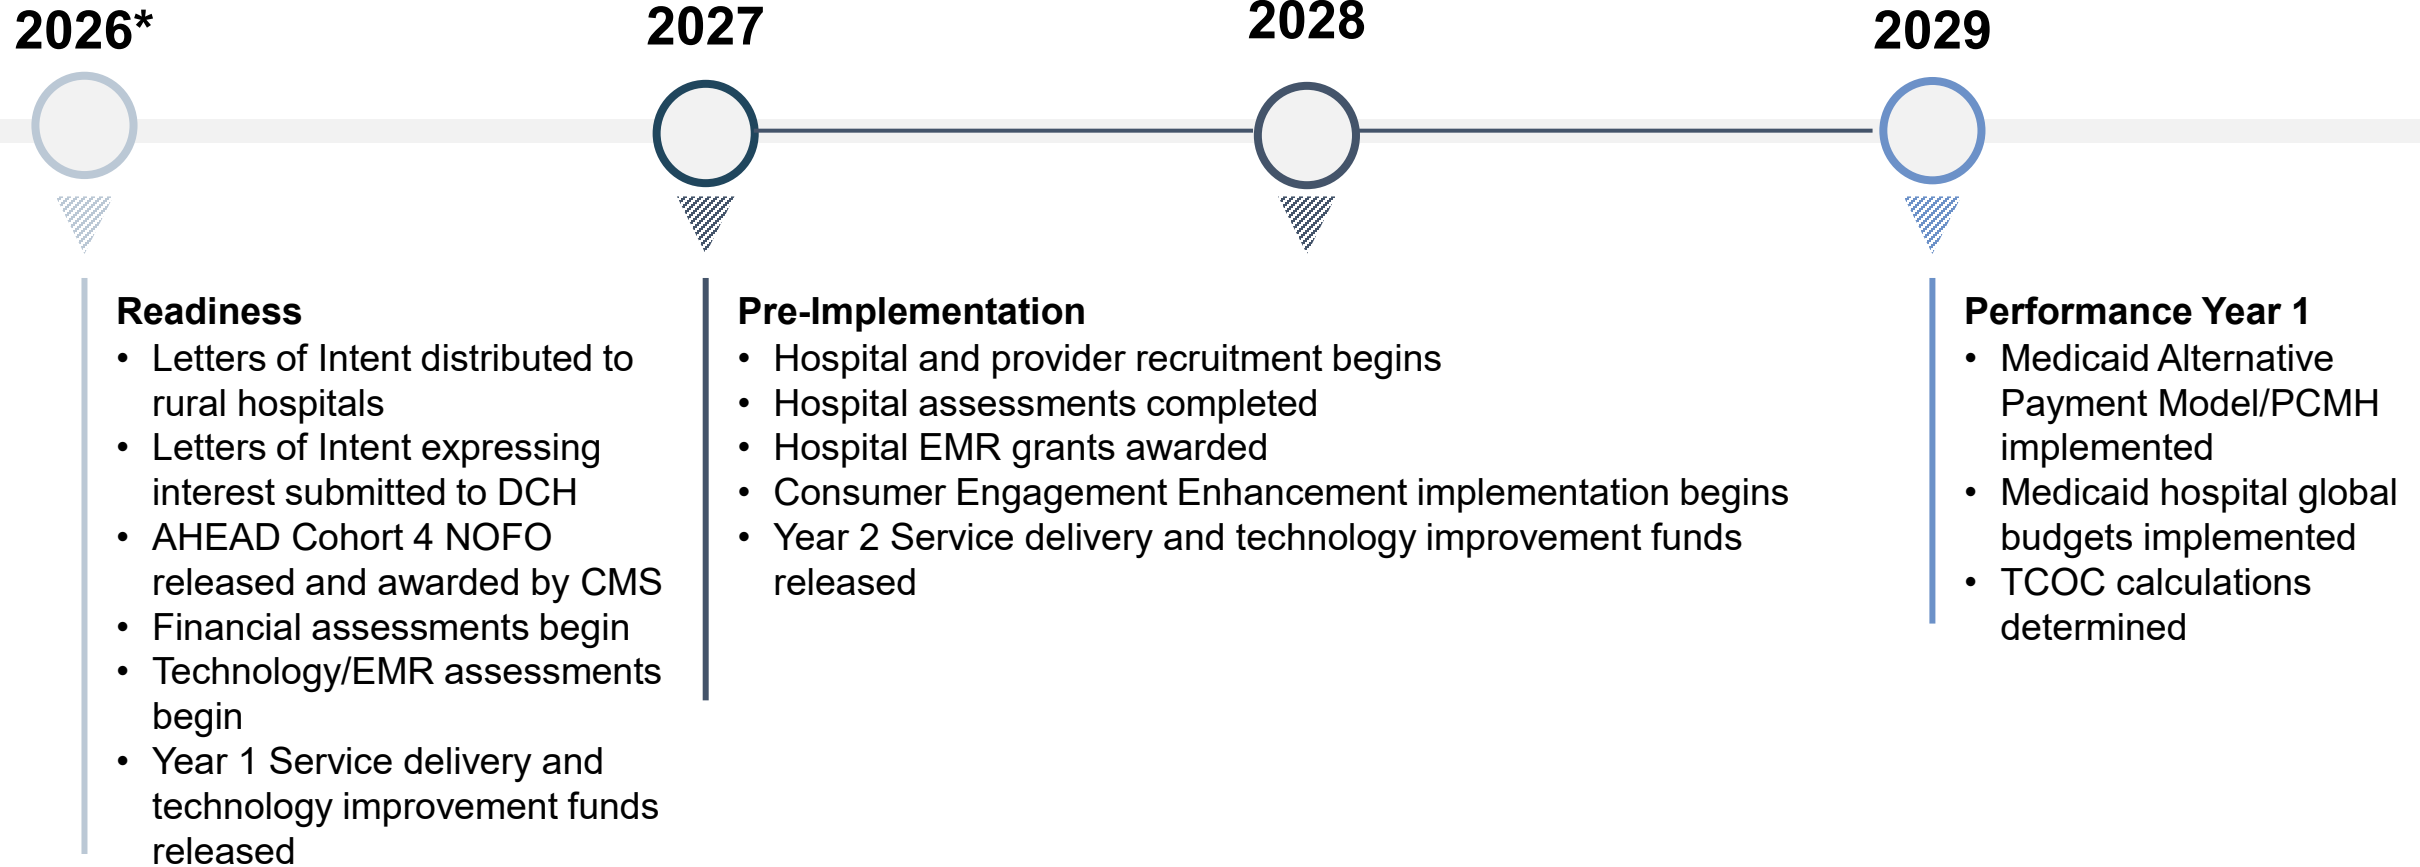 2026*
2027
2028
2029
Readiness
• Letters of Intent distributed to
rural hospitals
• Letters of Intent expressing
interest submitted to DCH
• AHEAD Cohort 4 NOFO
released and awarded by CMS
• Financial assessments begin
• Technology/EMR assessments
begin
• Year 1 Service delivery and
technology improvement funds
released
Pre-Implementation
• Hospital and provider recruitment begins
• Hospital assessments completed
• Hospital EMR grants awarded
• Consumer Engagement Enhancement implementation begins
• Year 2 Service delivery and technology improvement funds
released
Performance Year 1
• Medicaid Alternative
Payment Model/PCMH
implemented
• Medicaid hospital global
budgets implemented
• TCOC calculations
determined